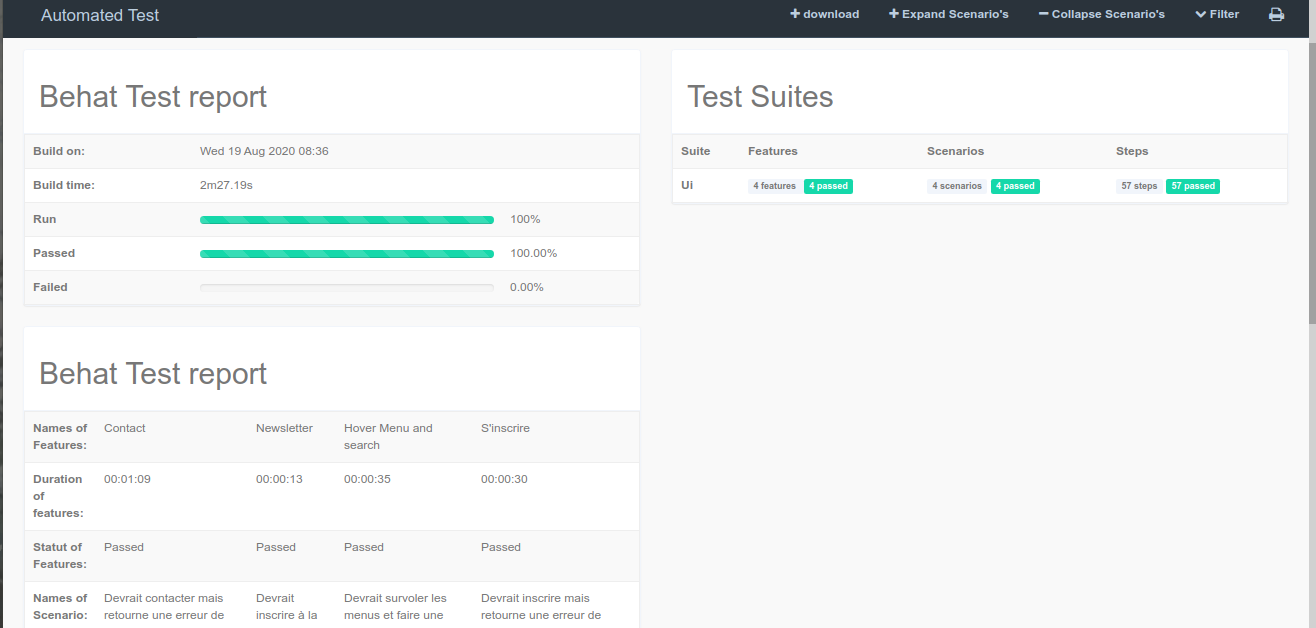 Automated Test
download Expand Scenario's Collapse Scenario's Filter
Behat Test report
Build on: Wed 19 Aug 2020 08:36
Build time: 2m27.19s
Run 100%
Passed 100.00%
Failed 0.00%
Test Suites
Suite Features Scenarios Steps
Ui 4 features 4 passed 4 scenarios 4 passed 57 steps 57 passed
Behat Test report
Names of Contact Newsletter Hover Menu and S'inscrire
Features: search
Duration 00:01:09 00:00:13 00:00:35 00:00:30
of
features:
Statut of Passed Passed Passed Passed
Features:
Names of Devrait contacter mais Devrait Devrait survoler les Devrait inscrire mais
Scenario: retourne une erreur de inscrire à la menus et faire une retourne une erreur de